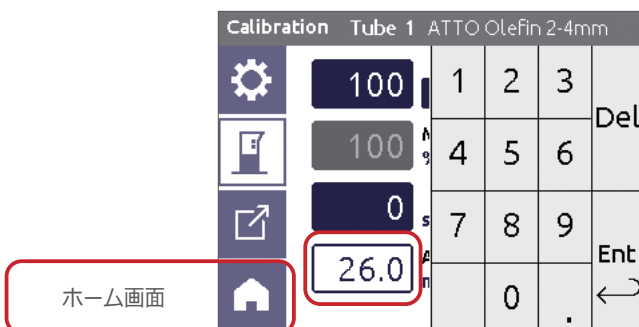 Calibration Tube 1 ATTO Olefin 2-4mm
100 1 2 3 Del
100 4 5 6
0 7 8 9 Ent
26.0 0 .
ホーム画面